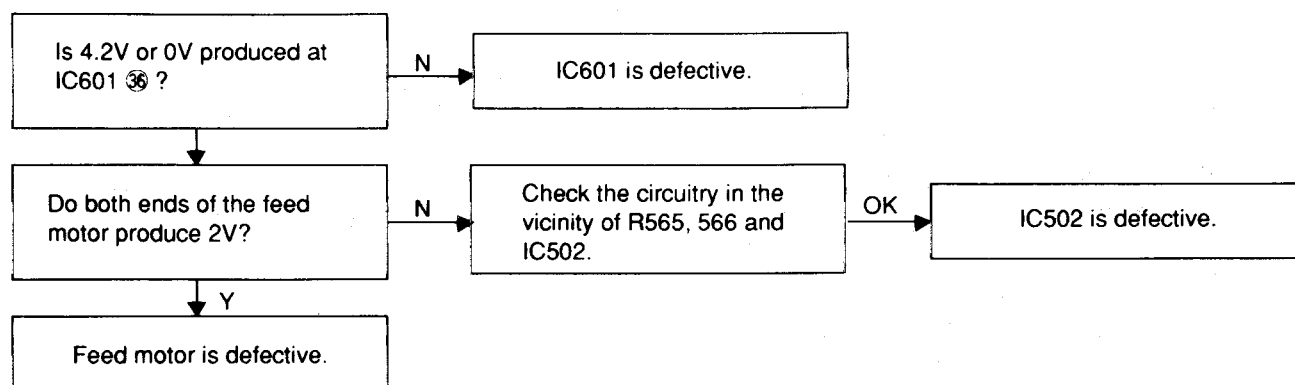 Is 4.2V or 0V produced at
IC601 ㊱ ?
N
IC601 is defective.
Do both ends of the feed
motor produce 2V?
N
Check the circuitry in the
vicinity of R565, 566 and
IC502.
OK
IC502 is defective.
Y
Feed motor is defective.